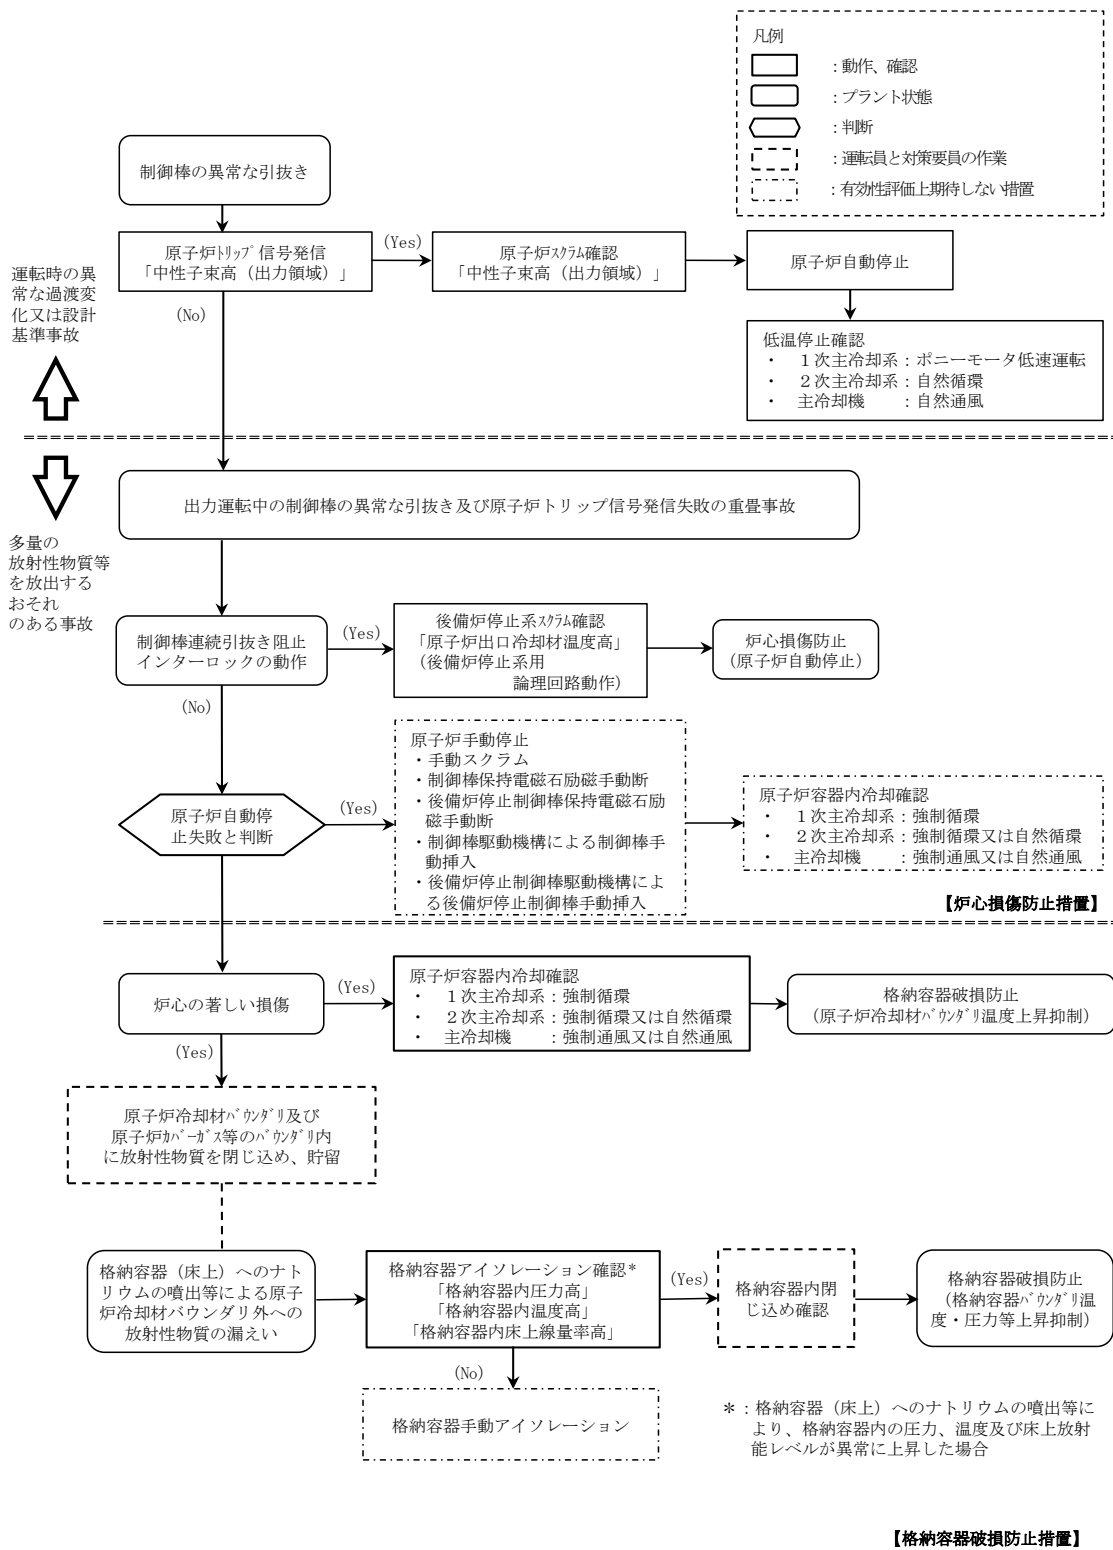 凡例
：動作、確認
：プラント状態
：判断
：運転員と対策要員の作業
：有効性評価上期待しない措置
制御棒の異常な引抜き
原子炉ﾄﾘｯﾌﾟ信号発信
「中性子束高（出力領域）」
(Yes)
原子炉ｽｸﾗﾑ確認
「中性子束高（出力領域）」
原子炉自動停止
運転時の異
常な過渡変
化又は設計
基準事故
(No)
低温停止確認
・　１次主冷却系：ポニーモータ低速運転
・　２次主冷却系：自然循環
・　主冷却機　　：自然通風
出力運転中の制御棒の異常な引抜き及び原子炉トリップ信号発信失敗の重畳事故
多量の
放射性物質等
を放出する
おそれ
のある事故
制御棒連続引抜き阻止
インターロックの動作
(Yes)
後備炉停止系ｽｸﾗﾑ確認
「原子炉出口冷却材温度高」
（後備炉停止系用
論理回路動作）
炉心損傷防止
（原子炉自動停止）
(No)
原子炉自動停
止失敗と判断
(Yes)
原子炉手動停止
・手動スクラム
・制御棒保持電磁石励磁手動断
・後備炉停止制御棒保持電磁石励
磁手動断
・制御棒駆動機構による制御棒手
動挿入
・後備炉停止制御棒駆動機構によ
る後備炉停止制御棒手動挿入
原子炉容器内冷却確認
・　１次主冷却系：強制循環
・　２次主冷却系：強制循環又は自然循環
・　主冷却機　　：強制通風又は自然通風
【炉心損傷防止措置】
炉心の著しい損傷
(Yes)
原子炉容器内冷却確認
・　１次主冷却系：強制循環
・　２次主冷却系：強制循環又は自然循環
・　主冷却機　　：強制通風又は自然通風
格納容器破損防止
（原子炉冷却材ﾊﾞｳﾝﾀﾞﾘ温度上昇抑制）
(Yes)
原子炉冷却材ﾊﾞｳﾝﾀﾞﾘ及び
原子炉ｶﾊﾞｰｶﾞｽ等のﾊﾞｳﾝﾀﾞﾘ内
に放射性物質を閉じ込め、貯留
格納容器（床上）へのナト
リウムの噴出等による原子
炉冷却材バウンダリ外への
放射性物質の漏えい
格納容器アイソレーション確認*
「格納容器内圧力高」
「格納容器内温度高」
「格納容器内床上線量率高」
(Yes)
格納容器内閉
じ込め確認
格納容器破損防止
（格納容器ﾊﾞｳﾝﾀﾞﾘ温
度・圧力等上昇抑制）
(No)
格納容器手動アイソレーション
＊：格納容器（床上）へのナトリウムの噴出等に
より、格納容器内の圧力、温度及び床上放射
能レベルが異常に上昇した場合
【格納容器破損防止措置】